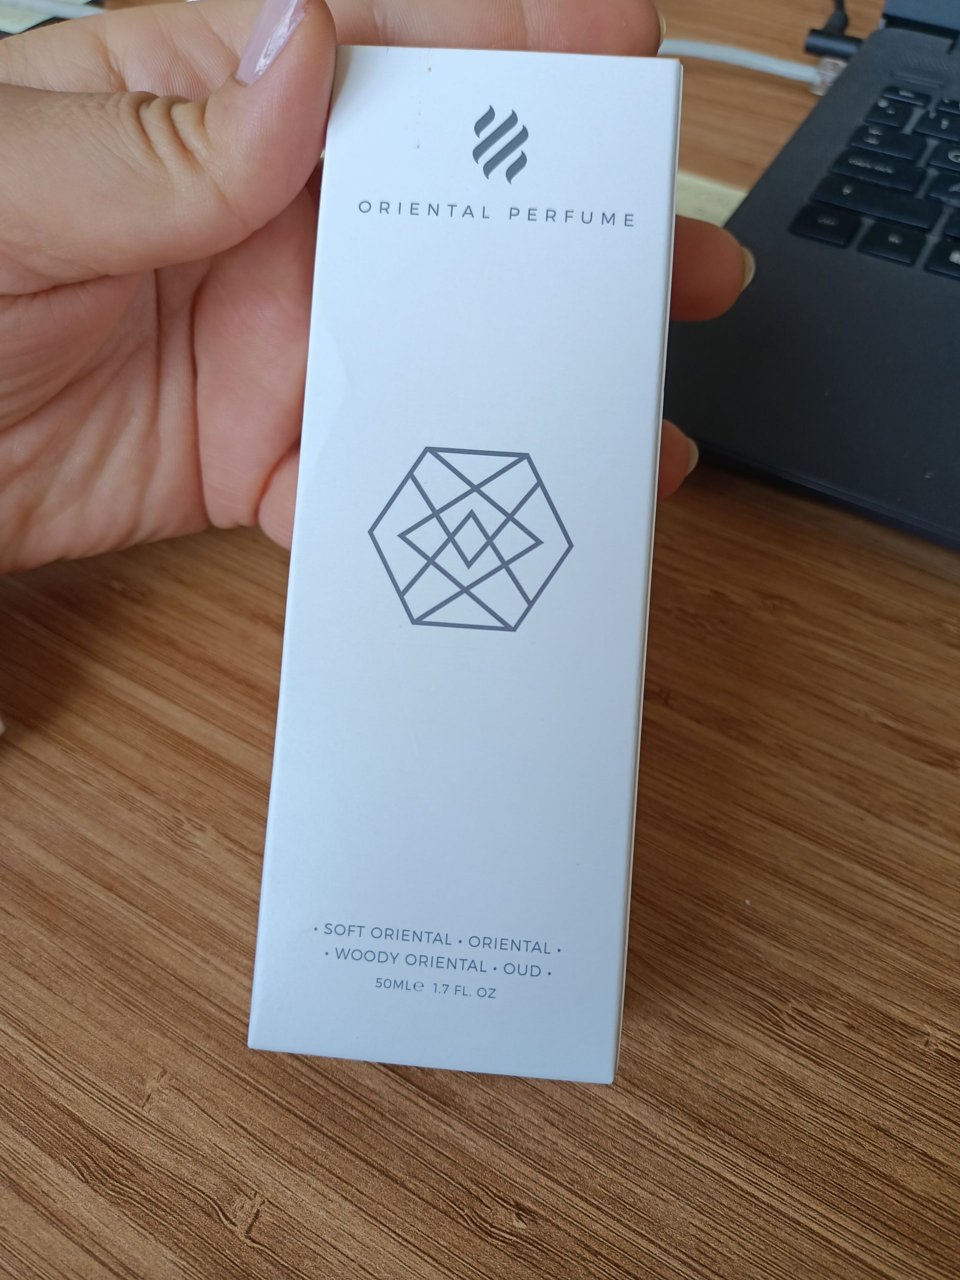 ORIENTAL PERFUME
• SOFT ORIENTAL • ORIENTAL •
• WOODY ORIENTAL • OUD •
50ML℮ 1.7 FL. OZ